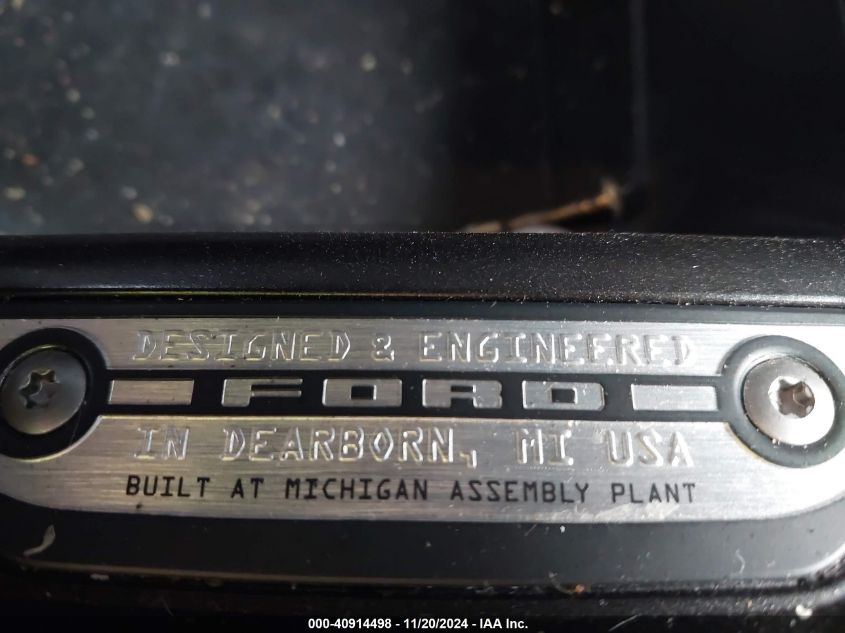 DESIGNED & ENGINEERED
FORD
IN DEARBORN, MI USA
BUILT AT MICHIGAN ASSEMBLY PLANT
000-40914498 - 11/20/2024 - IAA Inc.